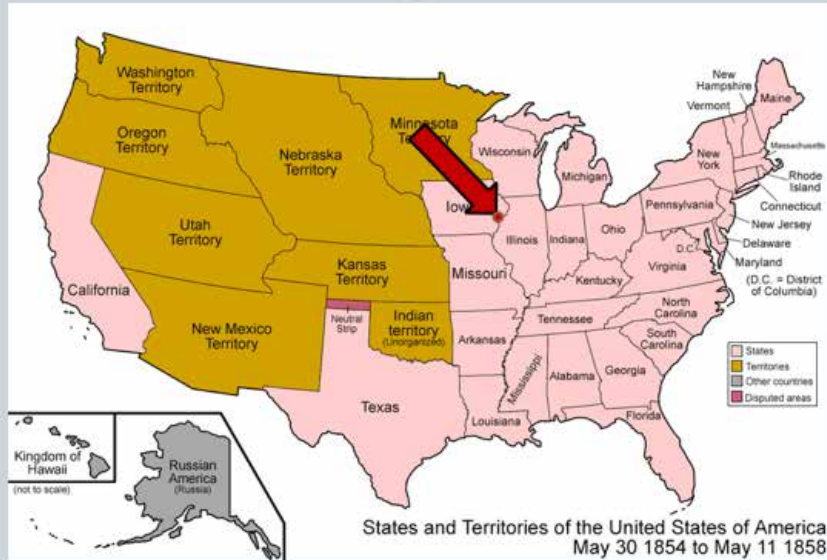 Washington
Territory
Oregon
Territory
Nebraska
Territory
Minnesota
Utah
Territory
California
Kansas
Territory
New Mexico
Territory
Neutral
Strip
Indian
territory
(Unorganized)
Texas
Wisconsin
Michigan
Illinois
Indiana
Ohio
Missouri
Kentucky
Arkansas
Tennessee
Mississippi
Alabama
Georgia
Louisiana
Florida
New
Hampshire
Vermont
Maine
Massachusetts
New
York
Rhode
Island
Connecticut
Pennsylvania
New Jersey
Delaware
D.C.
Maryland
(D.C. = District
of Columbia)
Virginia
North
Carolina
South
Carolina
States
Territories
Other countries
Disputed areas
Kingdom of
Hawaii
(not to scale)
Russian
America
(Russia)
States and Territories of the United States of America
May 30 1854 to May 11 1858